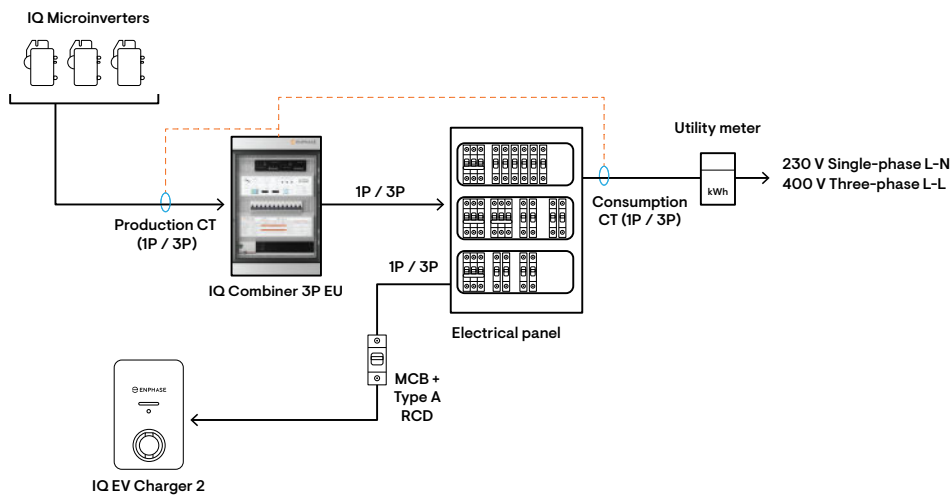 IQ Microinverters
Utility meter
ENPHASE
230 V Single-phase L-N
400 V Three-phase L-L
kWh
1P / 3P
Production CT
(1P / 3P)
Consumption
CT (1P / 3P)
1P / 3P
IQ Combiner 3P EU
Electrical panel
MCB +
Type A
RCD
ENPHASE
IQ EV Charger 2